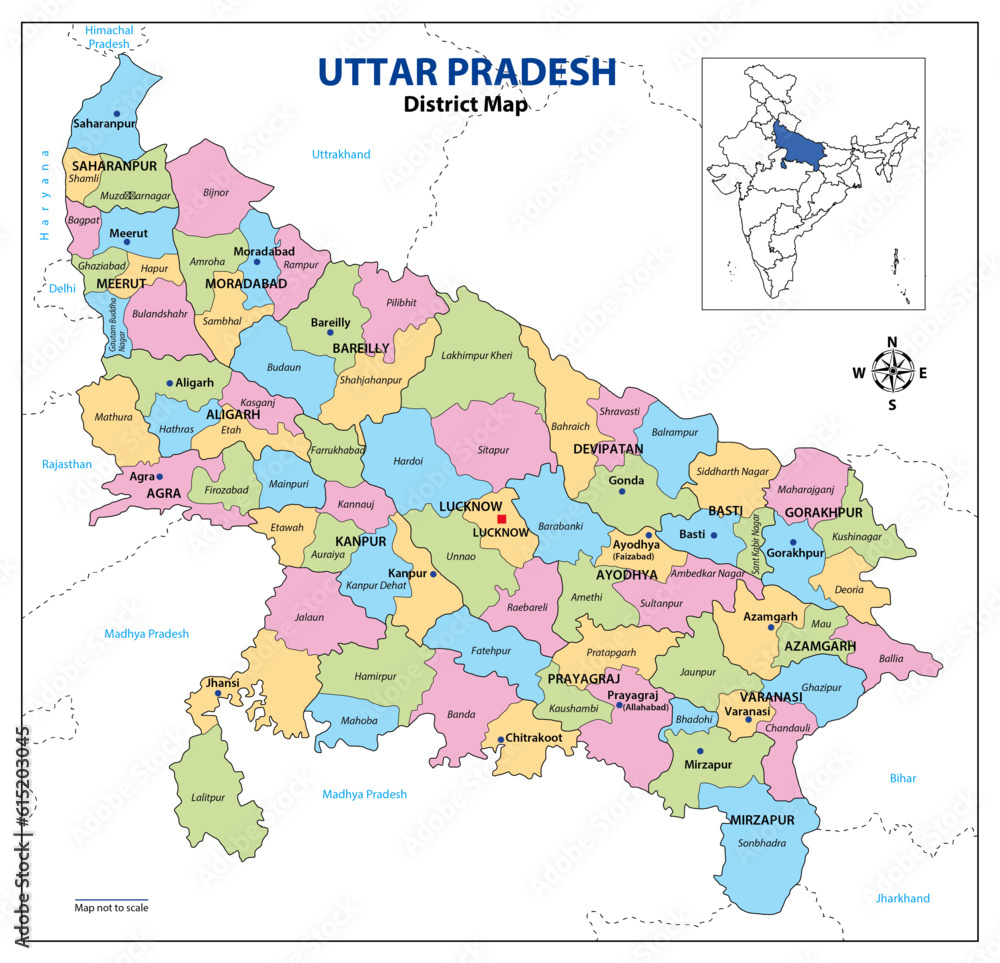 Himachal
Pradesh
UTTAR PRADESH
District Map
Saharanpur
Haryana
SAHARANPUR
Shamli
Uttarakhand
Bijnor
Bagpat
Meerut
Moradabad
Ghaziabad
Hapur
Amroha
Rampur
Delhi
MEERUT
MORADABAD
Pilibhit
Gautam Buddha
Nagar
Bulandshahr
Sambhal
Bareilly
BAREILLY
Lakhimpur Kheri
N
W
E
S
Budaun
Aligarh
Shahjahanpur
Kasganj
Mathura
ALIGARH
Hathras
Etah
Shravasti
Bahraich
Balrampur
Farrukhabad
Sitapur
DEVIPATAN
Rajasthan
Hardoi
Siddharth Nagar
Agra
AGRA
Firozabad
Mainpuri
Gonda
Maharajganj
Kannauj
LUCKNOW
BASTI
GORAKHPUR
Etawah
LUCKNOW
Barabanki
Basti
Sant Kabir Nagar
Kushinagar
KANPUR
Auraiya
Unnao
Ayodhya
(Faizabad)
Gorakhpur
Kanpur
Kanpur Dehat
AYODHYA
Ambedkar Nagar
Deoria
Amethi
Sultanpur
Raebareli
Jalaun
Azamgarh
Mau
Madhya Pradesh
AZAMGARH
Fatehpur
Pratapgarh
Ballia
Hamirpur
Jaunpur
Jhansi
PRAYAGRAJ
Ghazipur
Prayagraj
(Allahabad)
VARANASI
Varanasi
Kaushambi
Banda
Mahoba
Bhadohi
Chandauli
Chitrakoot
Mirzapur
Bihar
Lalitpur
Madhya Pradesh
MIRZAPUR
Sonbhadra
Jharkhand
Map not to scale
Adobe Stock | #615203045